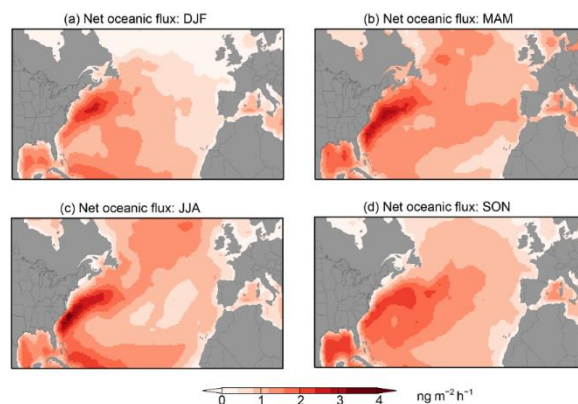 (a) Net oceanic flux: DJF
(b) Net oceanic flux: MAM
(c) Net oceanic flux: JJA
(d) Net oceanic flux: SON
0 1 2 3 4 ng m⁻² h⁻¹